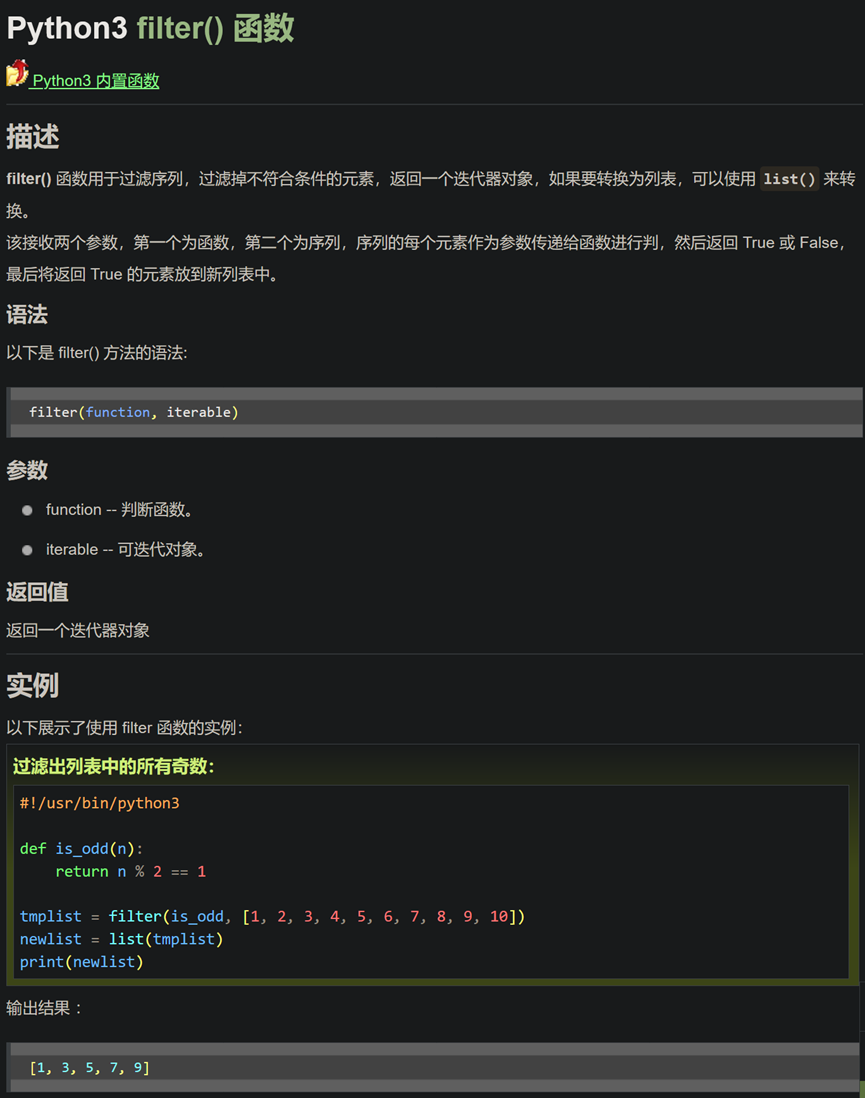 Python3 filter() 函数
Python3 内置函数
描述
filter() 函数用于过滤序列，过滤掉不符合条件的元素，返回一个迭代器对象，如果要转换为列表，可以使用 list() 来转
换。
该接收两个参数，第一个为函数，第二个为序列，序列的每个元素作为参数传递给函数进行判，然后返回 True 或 False，
最后将返回 True 的元素放到新列表中。
语法
以下是 filter() 方法的语法:
filter(function, iterable)
参数
function -- 判断函数。
iterable -- 可迭代对象。
返回值
返回一个迭代器对象
实例
以下展示了使用 filter 函数的实例：
过滤出列表中的所有奇数：
#!/usr/bin/python3
def is_odd(n):
    return n % 2 == 1
tmplist = filter(is_odd, [1, 2, 3, 4, 5, 6, 7, 8, 9, 10])
newlist = list(tmplist)
print(newlist)
输出结果 ：
[1, 3, 5, 7, 9]